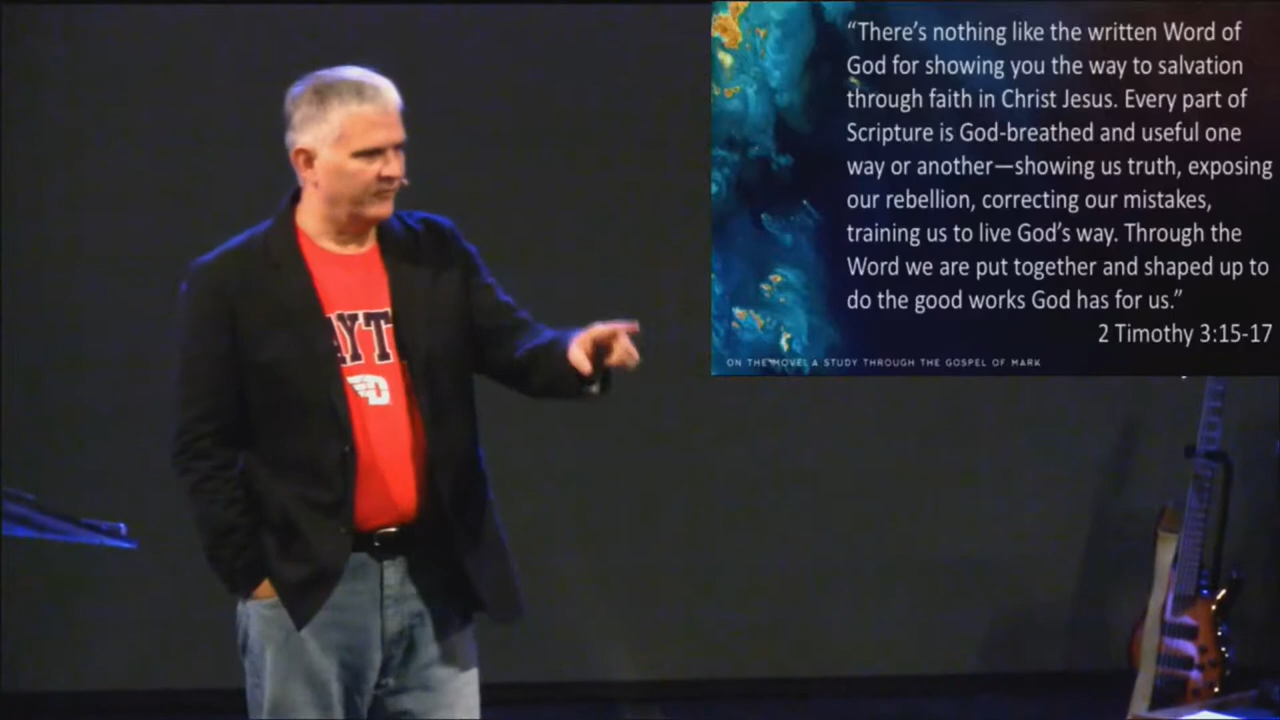 “There’s nothing like the written Word of
God for showing you the way to salvation
through faith in Christ Jesus. Every part of
Scripture is God-breathed and useful one
way or another—showing us truth, exposing
our rebellion, correcting our mistakes,
training us to live God’s way. Through the
Word we are put together and shaped up to
do the good works God has for us.”
2 Timothy 3:15-17
ON THE MOVE: A STUDY THROUGH THE GOSPEL OF MARK
AYT
D